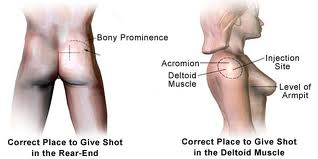 Bony Prominence
Correct Place to Give Shot
in the Rear-End
Acromion
Deltoid
Muscle
Injection
Site
Level of
Armpit
Correct Place to Give Shot
in the Deltoid Muscle